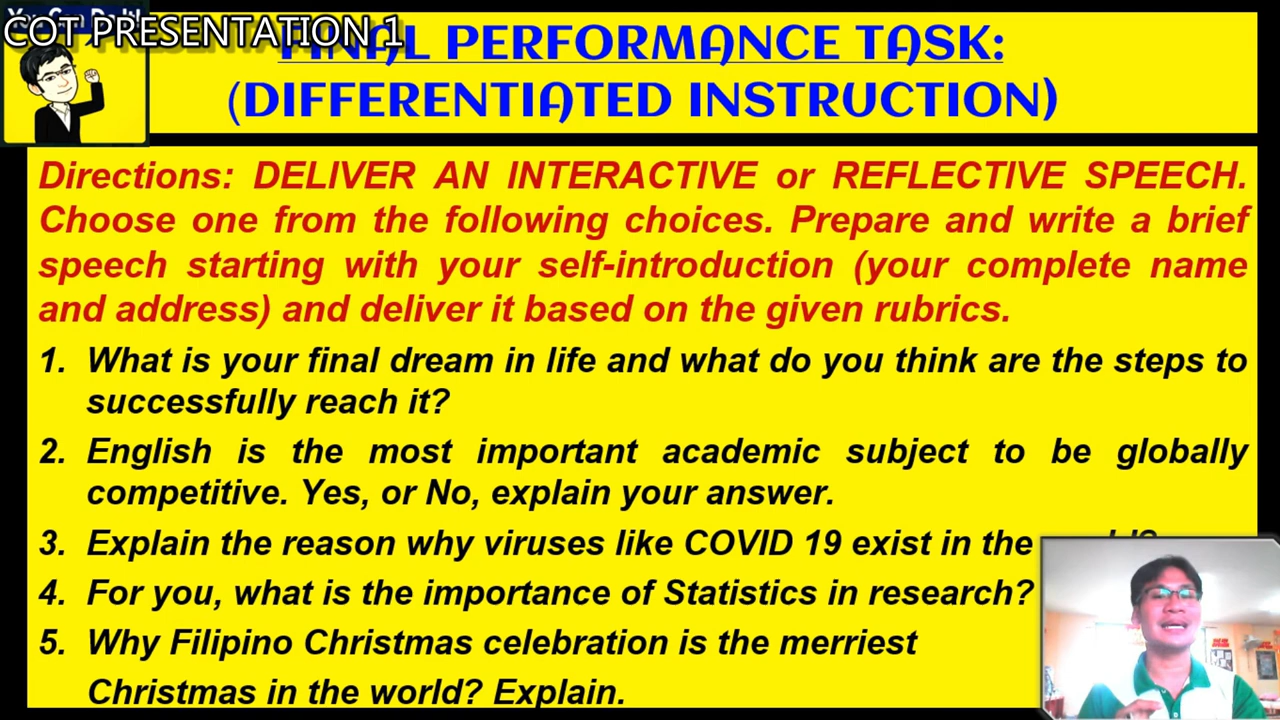 You Can Do It!
COT PRESENTATION 1
FINAL PERFORMANCE TASK:
(DIFFERENTIATED INSTRUCTION)
Directions: DELIVER AN INTERACTIVE or REFLECTIVE SPEECH.
Choose one from the following choices. Prepare and write a brief
speech starting with your self-introduction (your complete name
and address) and deliver it based on the given rubrics.
1. What is your final dream in life and what do you think are the steps to
successfully reach it?
2. English is the most important academic subject to be globally
competitive. Yes, or No, explain your answer.
3. Explain the reason why viruses like COVID 19 exist in the
4. For you, what is the importance of Statistics in research?
5. Why Filipino Christmas celebration is the merriest
Christmas in the world? Explain.